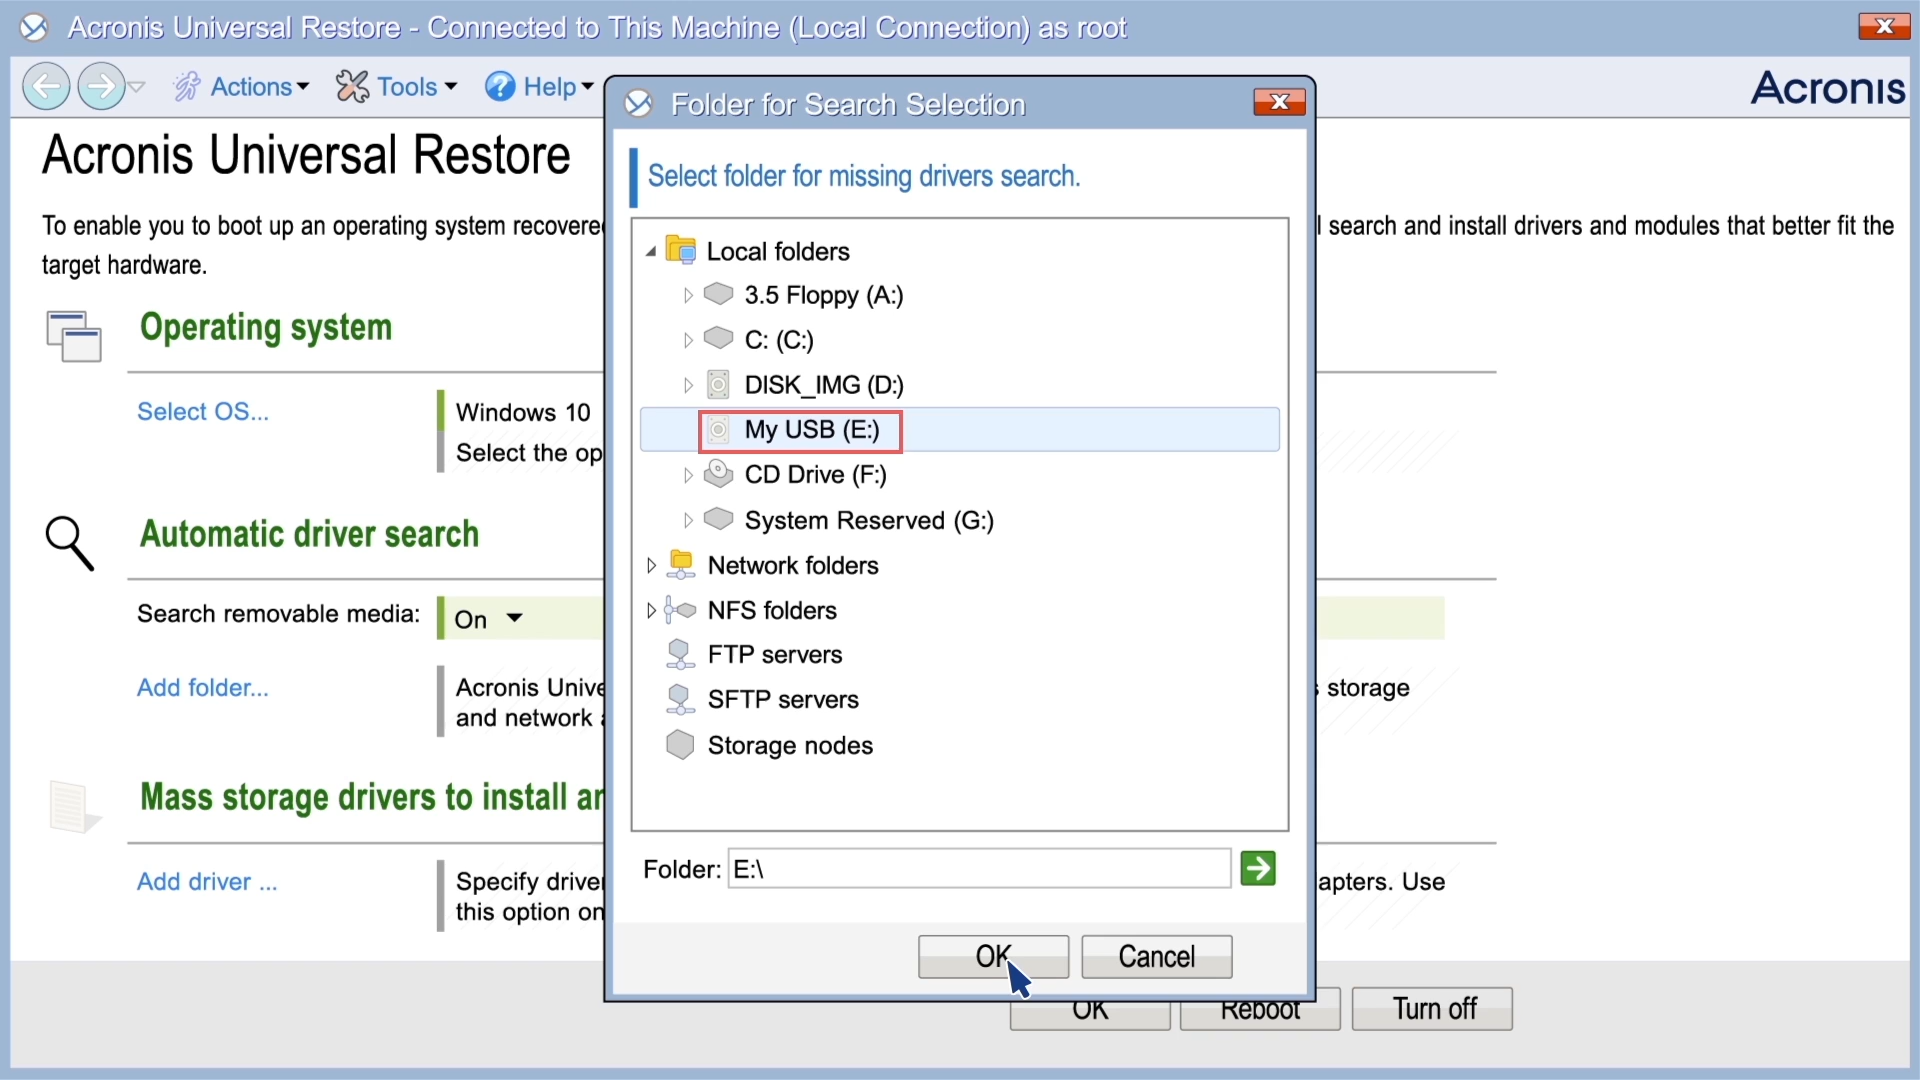 Acronis Universal Restore - Connected to This Machine (Local Connection) as root
Actions Tools Help
Acronis
Acronis Universal Restore
To enable you to boot up an operating system recovered
search and install drivers and modules that better fit the
target hardware.
Operating system
Select OS...
Windows 10
Select the op
Automatic driver search
Search removable media: On
Add folder...
Acronis Unive
storage
and network
Mass storage drivers to install an
Add driver ...
Specify driver
apters. Use
this option on
OK Reboot Turn off
Folder for Search Selection
Select folder for missing drivers search.
Local folders
3.5 Floppy (A:)
C: (C:)
DISK_IMG (D:)
My USB (E:)
CD Drive (F:)
System Reserved (G:)
Network folders
NFS folders
FTP servers
SFTP servers
Storage nodes
Folder: E:\
OK Cancel